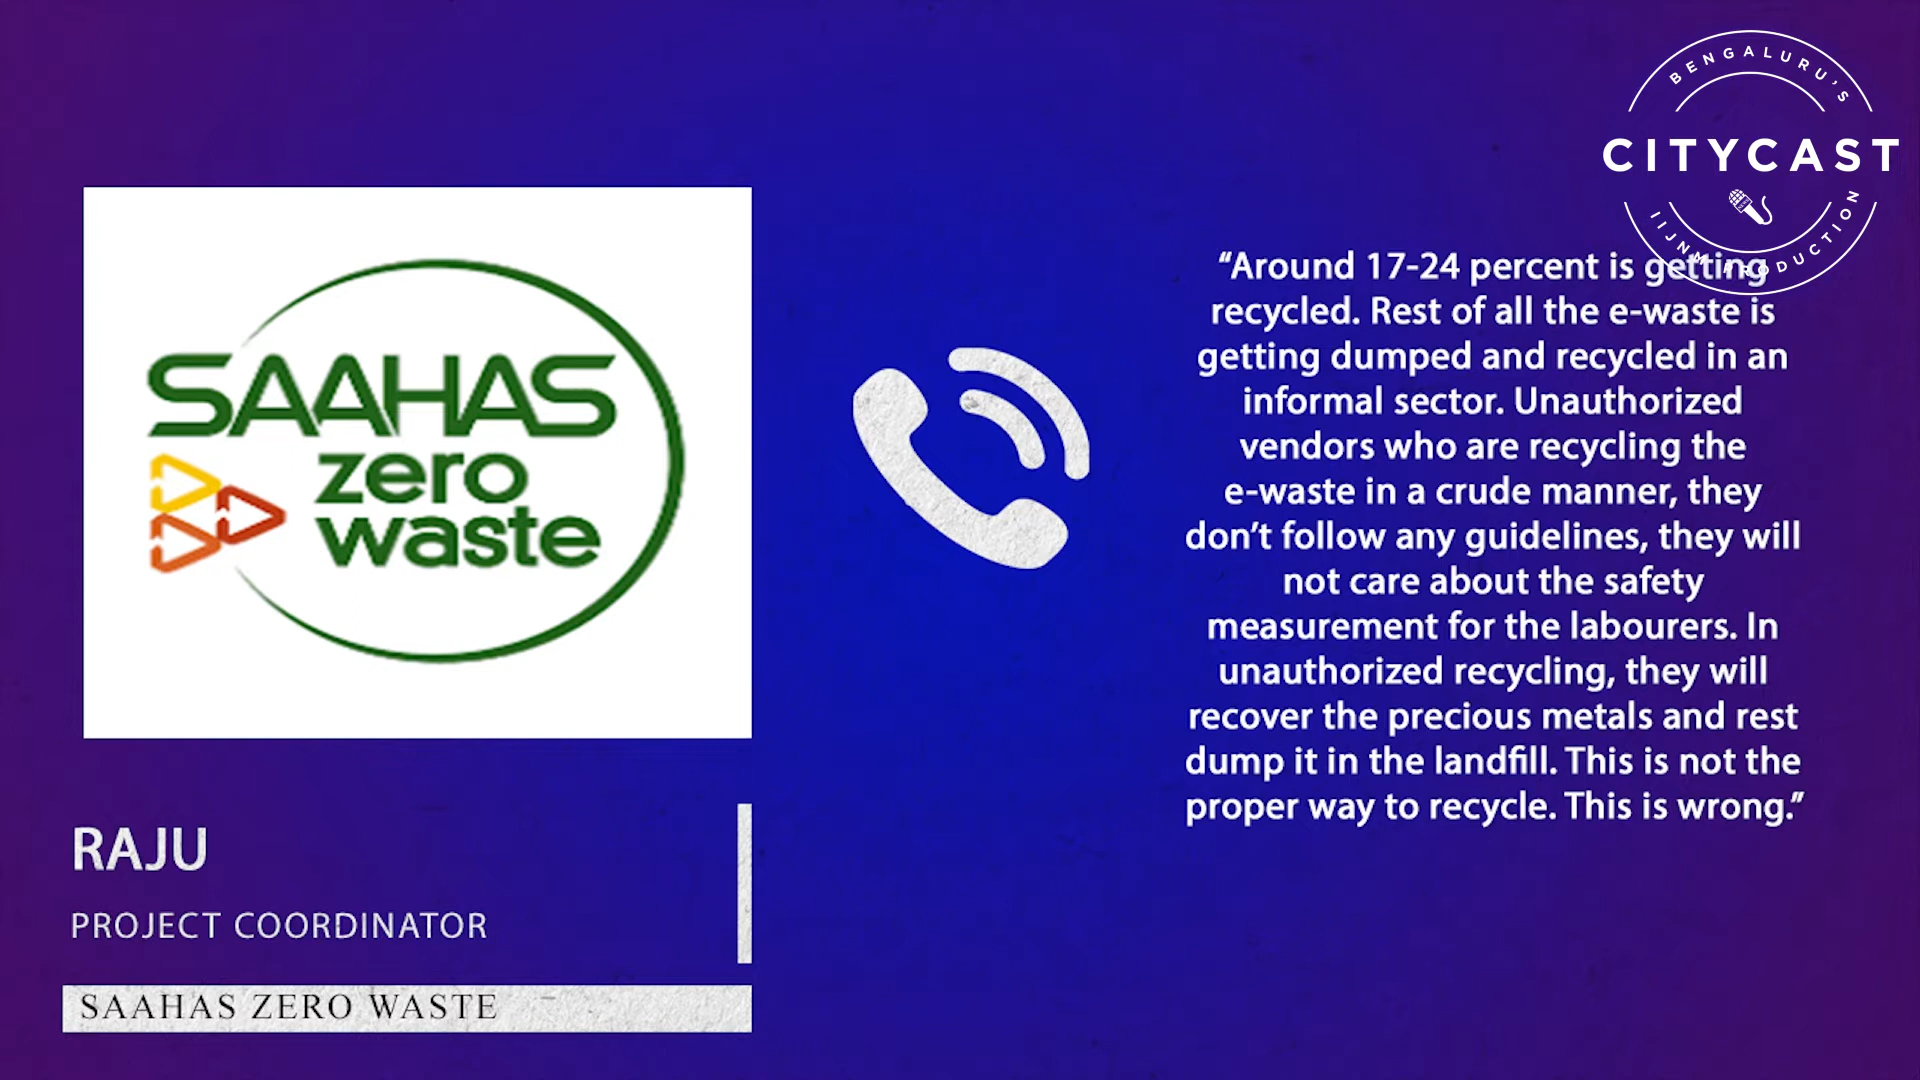 BENGALURU'S
CITYCAST
IIJNM PRODUCTION
SAAHAS
zero
waste
“Around 17-24 percent is getting
recycled. Rest of all the e-waste is
getting dumped and recycled in an
informal sector. Unauthorized
vendors who are recycling the
e-waste in a crude manner, they
don’t follow any guidelines, they will
not care about the safety
measurement for the labourers. In
unauthorized recycling, they will
recover the precious metals and rest
dump it in the landfill. This is not the
proper way to recycle. This is wrong.”
RAJU
PROJECT COORDINATOR
SAAHAS ZERO WASTE